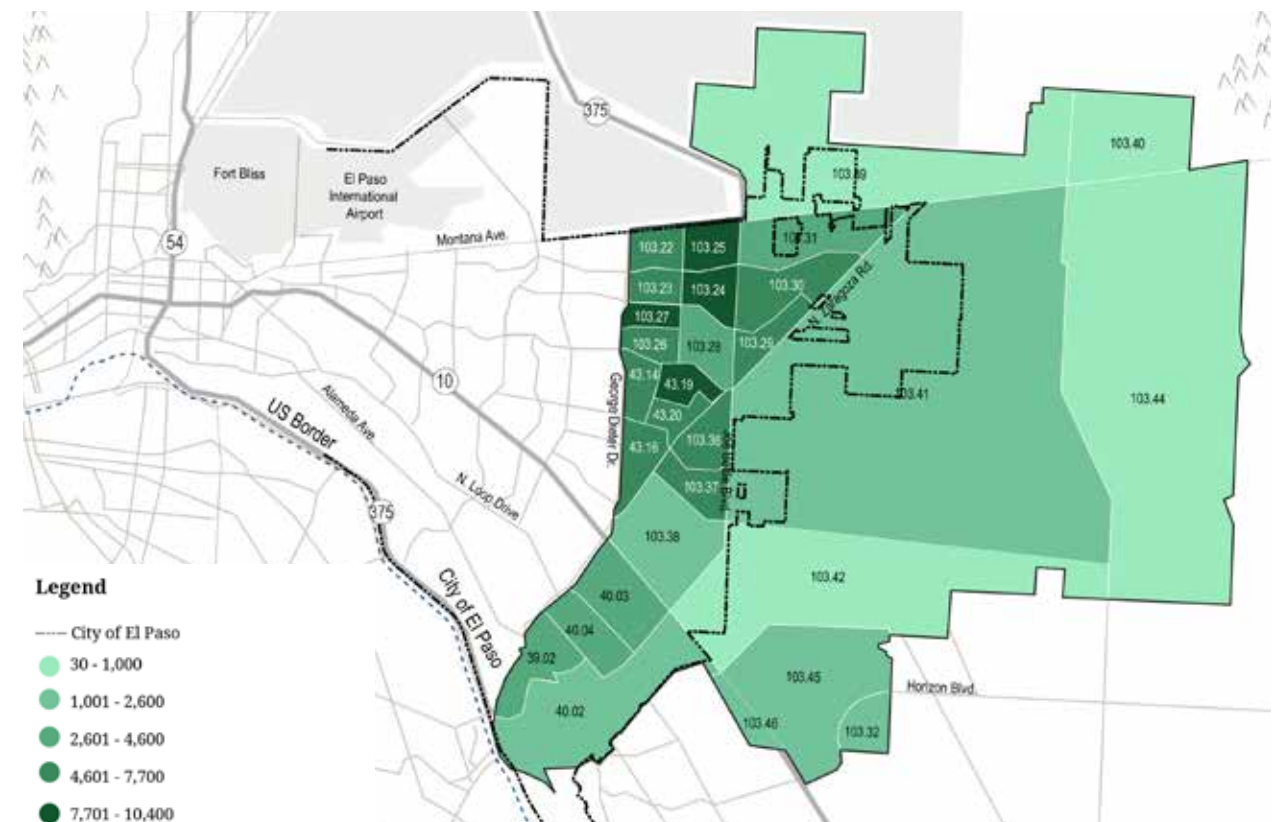 375
103.40
Fort Bliss
El Paso
International
Airport
103.39
54
Montana Ave.
103.22
103.25
103.31
103.23
103.24
103.30
N. Zaragoza Rd.
103.27
103.26
103.28
103.29
43.14
43.19
10
George Dieter Dr.
43.20
103.41
103.44
Alameda Ave.
US Border
43.16
103.36
N. Loop Drive
103.37
Ü
375
103.38
103.42
City of El Paso
40.03
40.04
39.02
40.02
103.45
Horizon Blvd.
103.46
103.32
Legend
City of El Paso
30 - 1,000
1,001 - 2,600
2,601 - 4,600
4,601 - 7,700
7,701 - 10,400